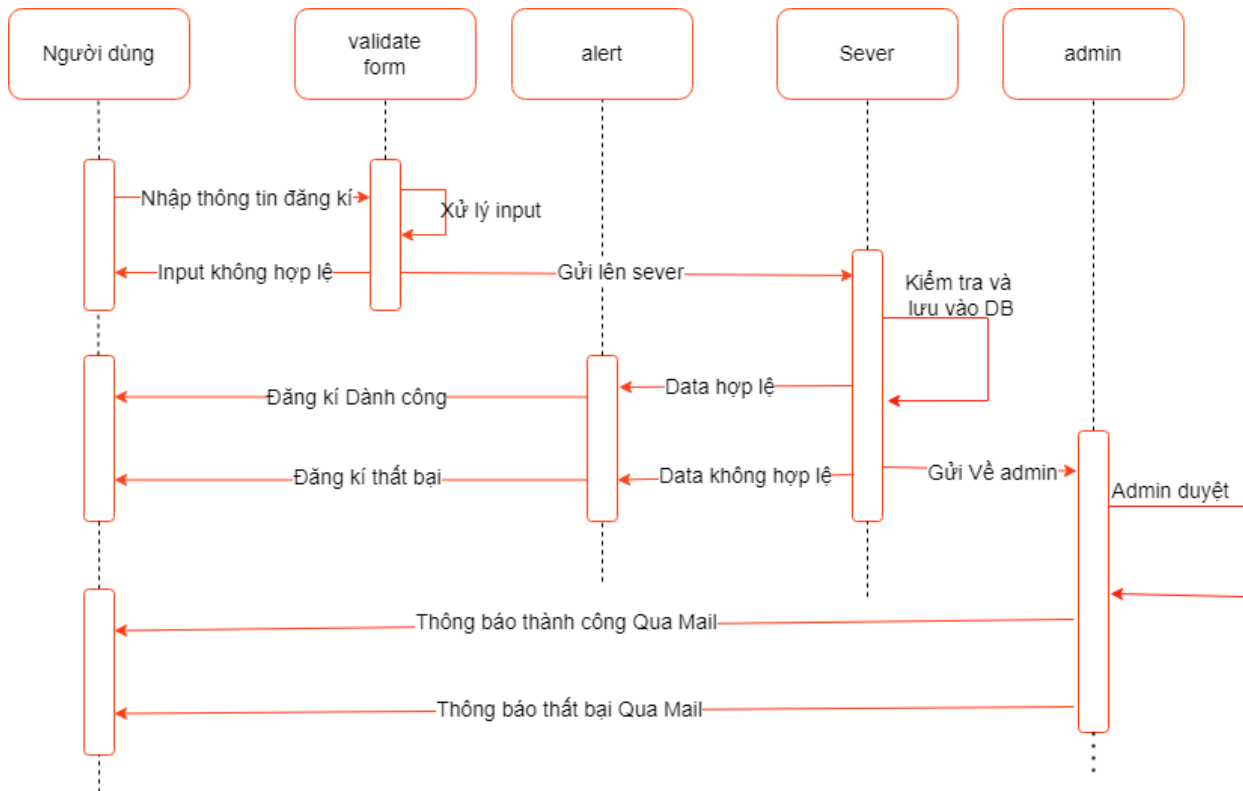 Người dùng
validate
form
alert
Sever
admin
Nhập thông tin đăng kí
Xử lý input
Input không hợp lệ
Gửi lên sever
Kiểm tra và
lưu vào DB
Data hợp lệ
Đăng kí Dành công
Đăng kí thất bại
Data không hợp lệ
Gửi Về admin
Admin duyệt
Thông báo thành công Qua Mail
Thông báo thất bại Qua Mail